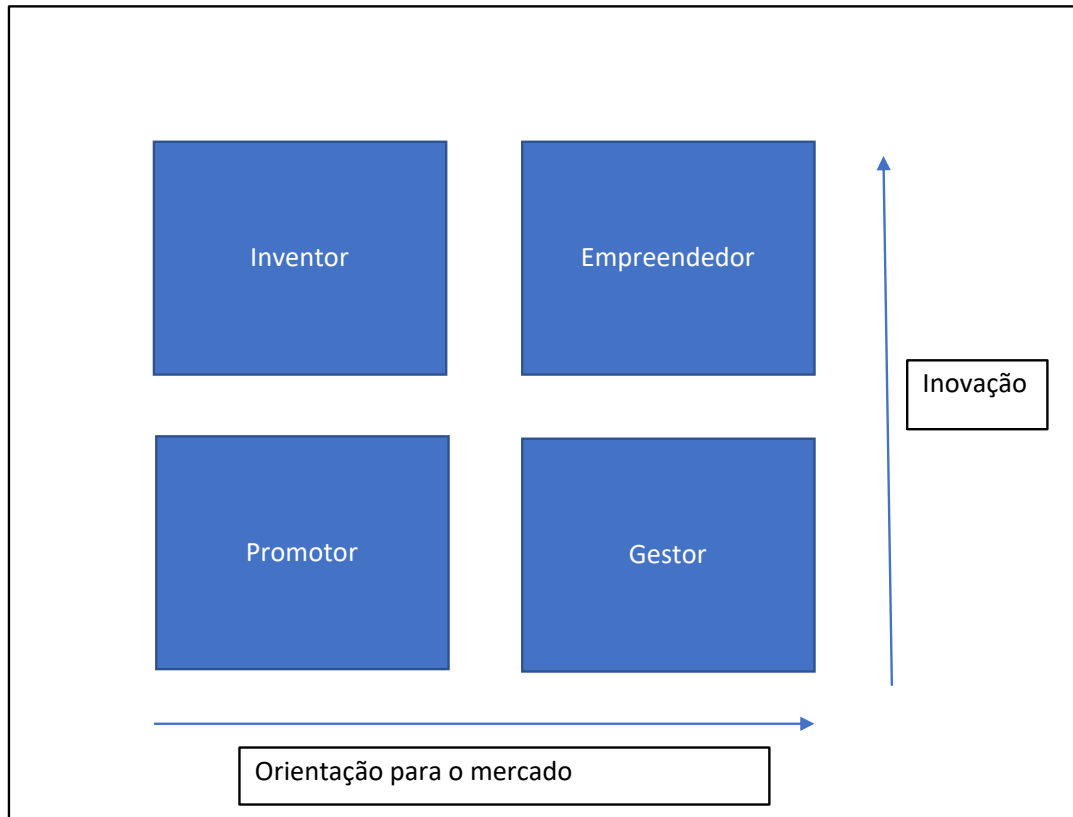 Inventor
Empreendedor
Inovação
Promotor
Gestor
Orientação para o mercado